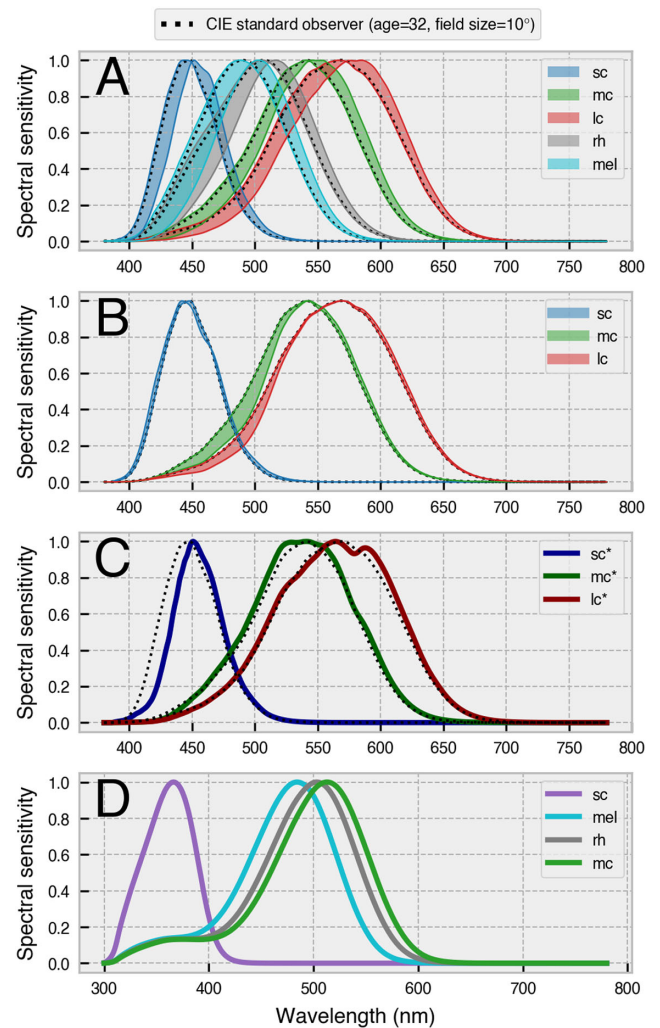 CIE standard observer (age=32, field size=10°)
A
Spectral sensitivity
1.0
0.8
0.6
0.4
0.2
0.0
400 450 500 550 600 650 700 750 800
sc
mc
lc
rh
mel
B
Spectral sensitivity
1.0
0.8
0.6
0.4
0.2
0.0
400 450 500 550 600 650 700 750 800
sc
mc
lc
C
Spectral sensitivity
1.0
0.8
0.6
0.4
0.2
0.0
400 450 500 550 600 650 700 750 800
sc*
mc*
lc*
D
Spectral sensitivity
1.0
0.8
0.6
0.4
0.2
0.0
300 400 500 600 700 800
sc
mel
rh
mc
Wavelength (nm)